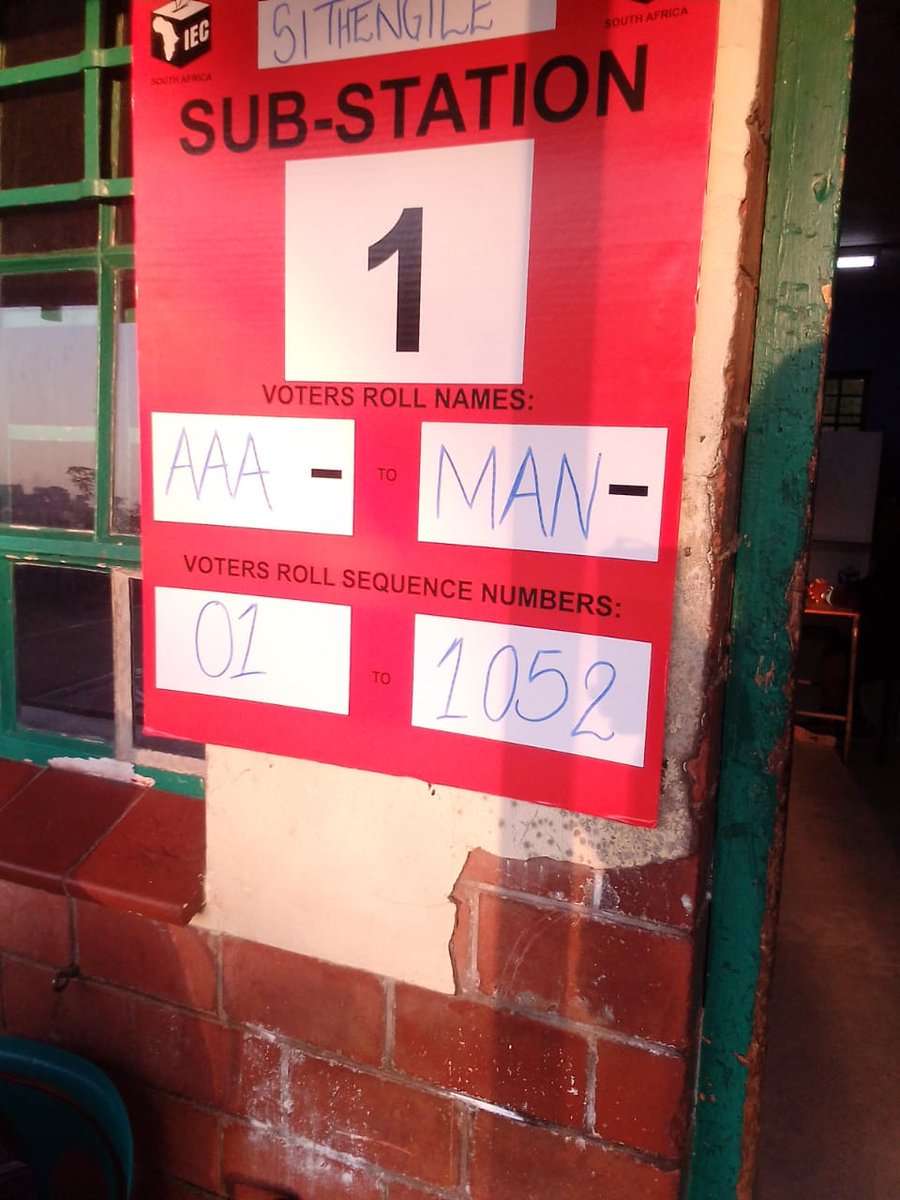 SITHENGILE
IEC
SOUTH AFRICA
SOUTH AFRICA
SUB-STATION
1
VOTERS ROLL NAMES:
AAA - TO MAN-
VOTERS ROLL SEQUENCE NUMBERS:
01 TO 1052